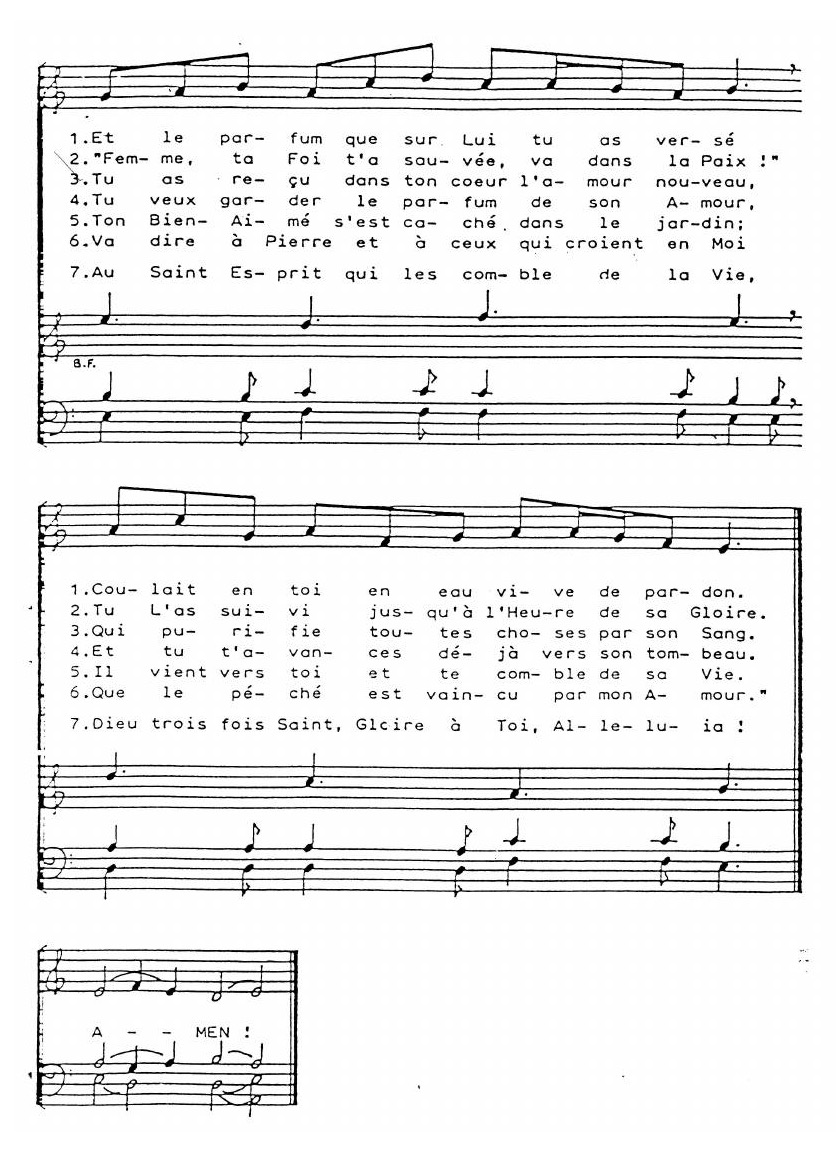 1.Et le par- fum que sur Lui tu as ver- sé
2."Fem- me, ta Foi t'a sau- vée, va dans la Paix !"
3.Tu as re- çu dans ton coeur l'a- mour nou-veau,
4.Tu veux gar- der le par- fum de son A- mour,
5.Ton Bien- Ai- mé s'est ca- ché dans le jar-din;
6.Va dire à Pierre et à ceux qui croient en Moi
7.Au Saint Es- prit qui les com- ble de la Vie,
B.F.
1.Cou- lait en toi en eau vi- ve de par- don.
2.Tu L'as sui- vi jus- qu'à l'Heu-re de sa Gloire.
3.Qui pu- ri- fie tou- tes cho- ses par son Sang.
4.Et tu t'a- van- ces dé- jà vers son tom- beau.
5.Il vient vers toi et te com- ble de sa Vie.
6.Que le pé- ché est vain- cu par mon A- mour."
7.Dieu trois fois Saint, Gloire à Toi, Al- le- lu- ia !
A - - MEN !